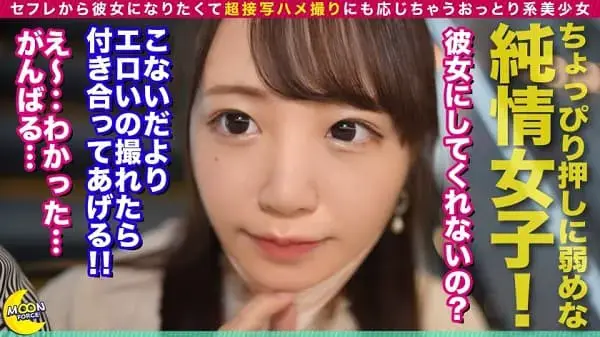 セフレから彼女になりたくて超接写ハメ撮りにも応じちゃうおっとり系美少女
ちょっぴり押しに弱めな
純情女子!
彼女にしてくれないの?
こないだより
エロいの撮れたら
付き合ってあげる!!
え〜…わかった…
がんばる…
MOON
FORCE